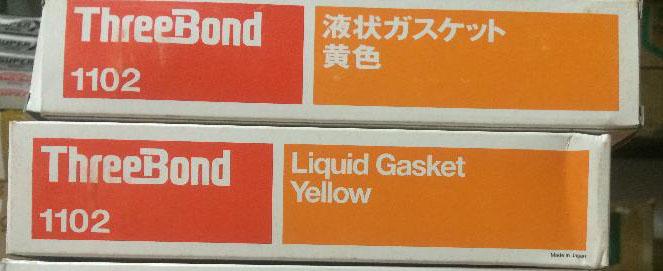 ThreeBond
1102
液状ガスケット
黄色
ThreeBond
1102
Liquid Gasket
Yellow
Made in Japan